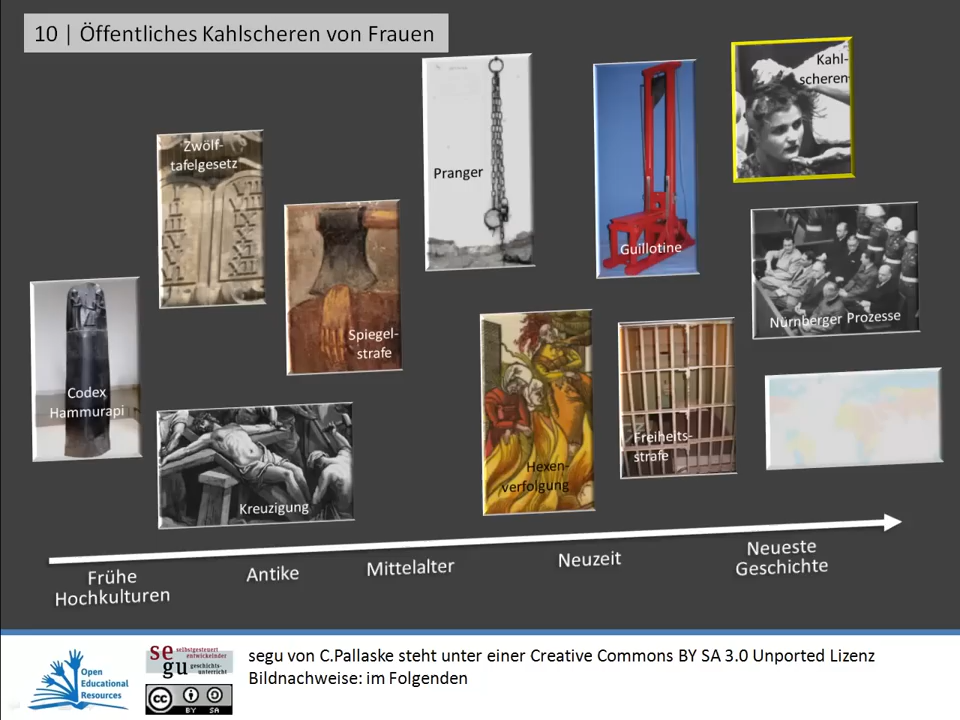 10 | Öffentliches Kahlscheren von Frauen
Kahl-
scheren
Zwölf-
tafelgesetz
Pranger
Guillotine
Nürnberger Prozesse
Spiegel-
strafe
Codex
Hammurapi
Kreuzigung
Hexen-
verfolgung
Freiheits-
strafe
Frühe
Hochkulturen
Antike
Mittelalter
Neuzeit
Neueste
Geschichte
Open
Educational
Resources
se selbstgesteuert
entwickelnder
gu geschichts-
unterricht
cc
BY SA
segu von C.Pallaske steht unter einer Creative Commons BY SA 3.0 Unported Lizenz
Bildnachweise: im Folgenden